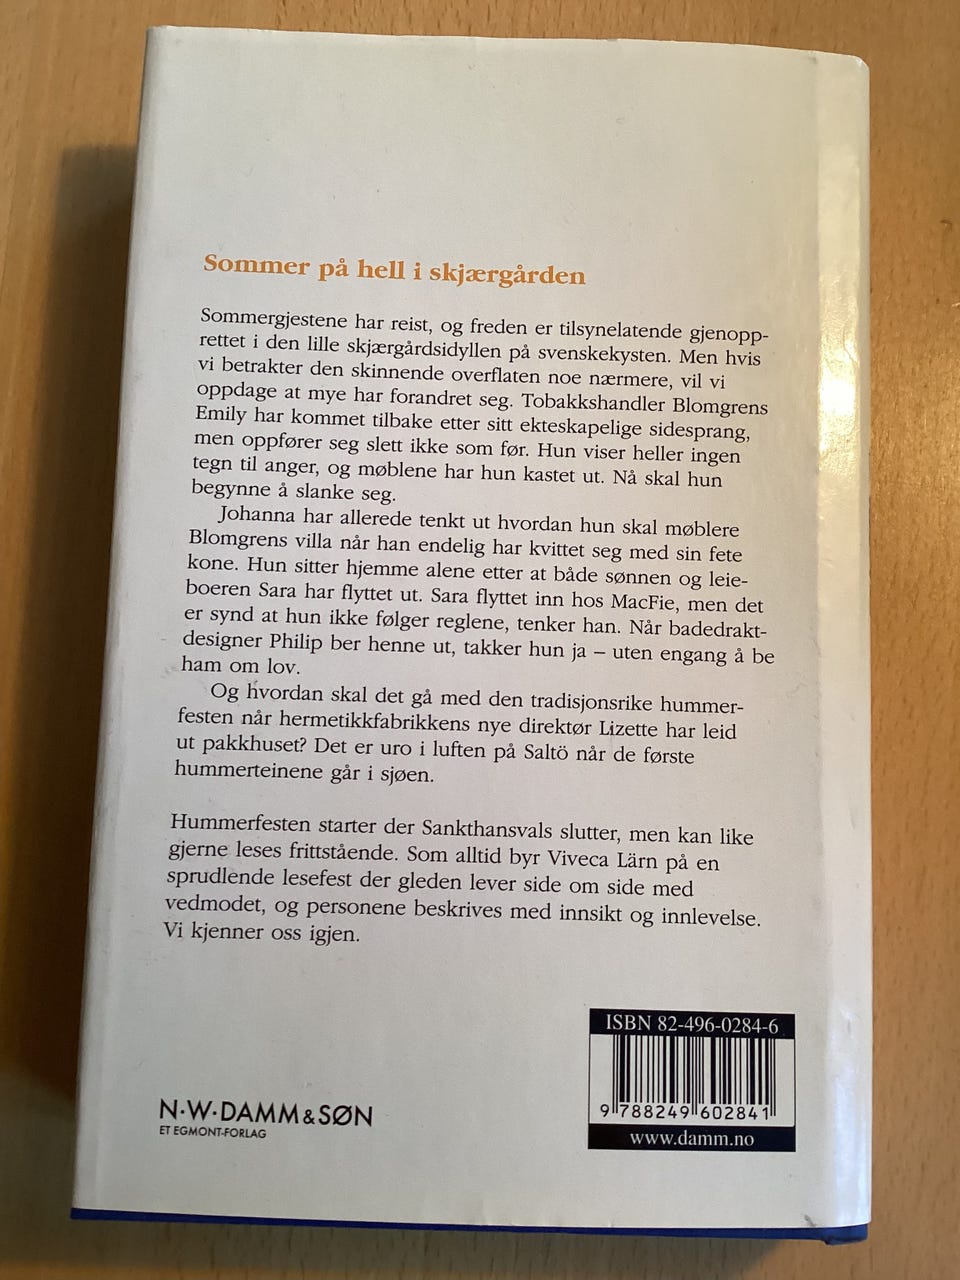 Sommer på hell i skjærgården
Sommergjestene har reist, og freden er tilsynelatende gjenopp-
rettet i den lille skjærgårdsidyllen på svenskekysten. Men hvis
vi betrakter den skinnende overflaten noe nærmere, vil vi
oppdage at mye har forandret seg. Tobakkshandler Blomgrens
Emily har kommet tilbake etter sitt ekteskapelige sidesprang,
men oppfører seg slett ikke som før. Hun viser heller ingen
tegn til anger, og møblene har hun kastet ut. Nå skal hun
begynne å slanke seg.
Johanna har allerede tenkt ut hvordan hun skal møblere
Blomgrens villa når han endelig har kvittet seg med sin fete
kone. Hun sitter hjemme alene etter at både sønnen og leie-
boeren Sara har flyttet ut. Sara flyttet inn hos MacFie, men det
er synd at hun ikke følger reglene, tenker han. Når badedrakt-
designer Philip ber henne ut, takker hun ja – uten engang å be
ham om lov.
Og hvordan skal det gå med den tradisjonsrike hummer-
festen når hermetikkfabrikkens nye direktør Lizette har leid
ut pakkhuset? Det er uro i luften på Saltö når de første
hummerteinene går i sjøen.
Hummerfesten starter der Sankthansvals slutter, men kan like
gjerne leses frittstående. Som alltid byr Viveca Lärn på en
sprudlende lesefest der gleden lever side om side med
vedmodet, og personene beskrives med innsikt og innlevelse.
Vi kjenner oss igjen.
ISBN 82-496-0284-6
9 788249 602841
www.damm.no
N·W·DAMM & SØN
ET EGMONT-FORLAG